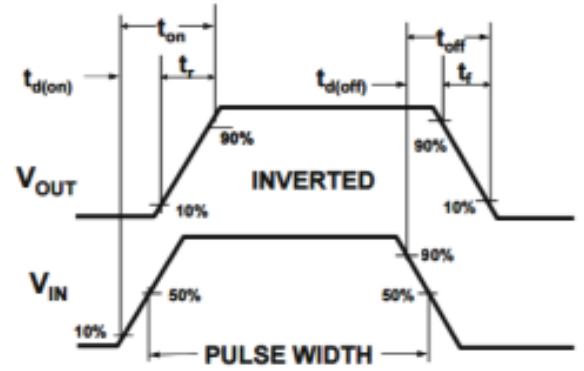 t_on t_off
t_d(on) t_r t_d(off) t_f
90% 90%
V_OUT INVERTED
10% 10%
90%
V_IN 50% 50%
10%
PULSE WIDTH